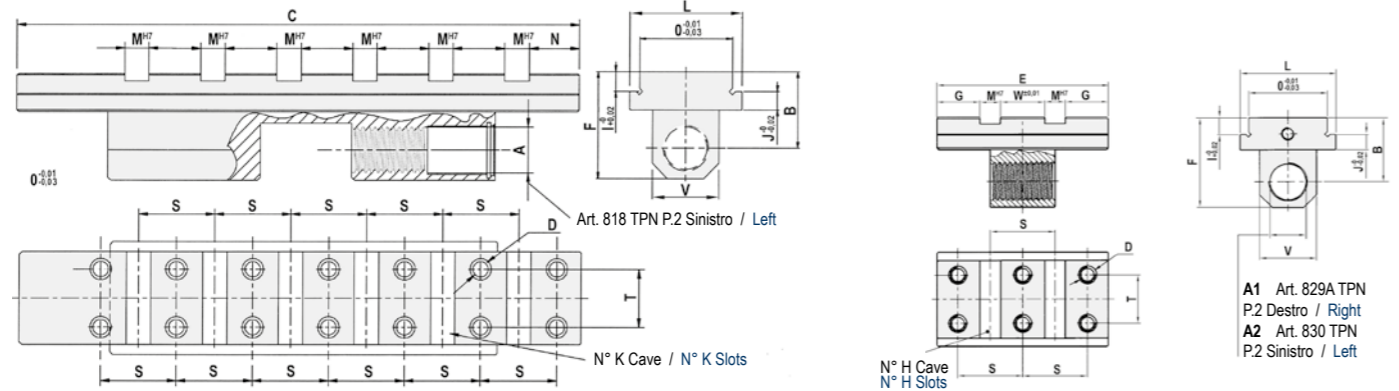 C
M H7 M H7 M H7 M H7 M H7 M H7 N
A
0 -0,01 -0,03
L
0 -0,01 -0,03
F
I -0 +0,02
J -0 -0,02
B
V
S S S S S
Art. 818 TPN P.2 Sinistro / Left
D
T
N° K Cave / N° K Slots
S S S S S S
E
G M H7 W ±0,01 M H7 G
S
D
T
N° H Cave
N° H Slots
S S
L
0 -0,01 -0,03
F
I -0 +0,02
J -0 -0,02
B
V
A1 Art. 829A TPN
P.2 Destro / Right
A2 Art. 830 TPN
P.2 Sinistro / Left